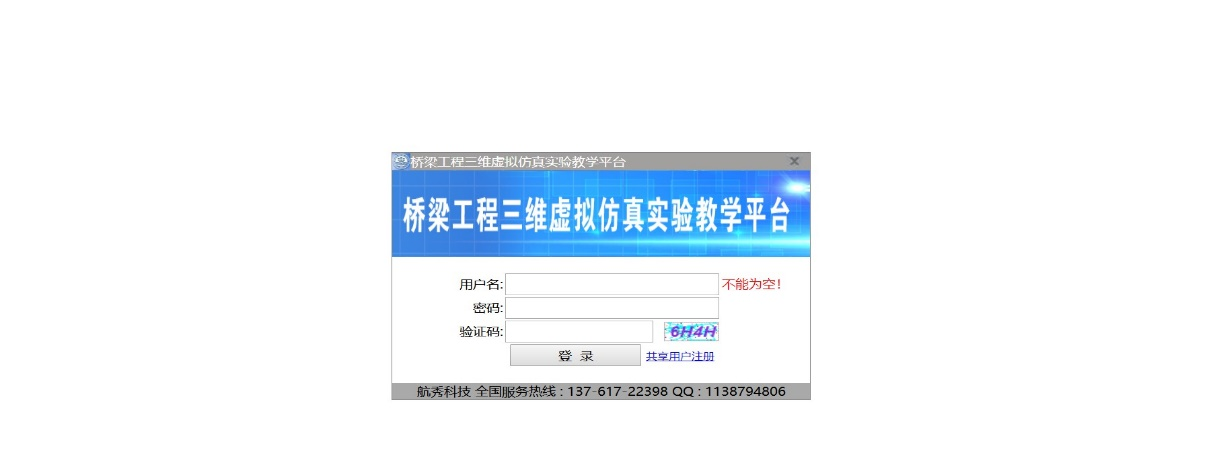 桥梁工程三维虚拟仿真实验教学平台
桥梁工程三维虚拟仿真实验教学平台
用户名: 不能为空!
密码:
验证码: 6H4H
登 录 共享用户注册
航秀科技 全国服务热线 : 137-617-22398 QQ : 1138794806